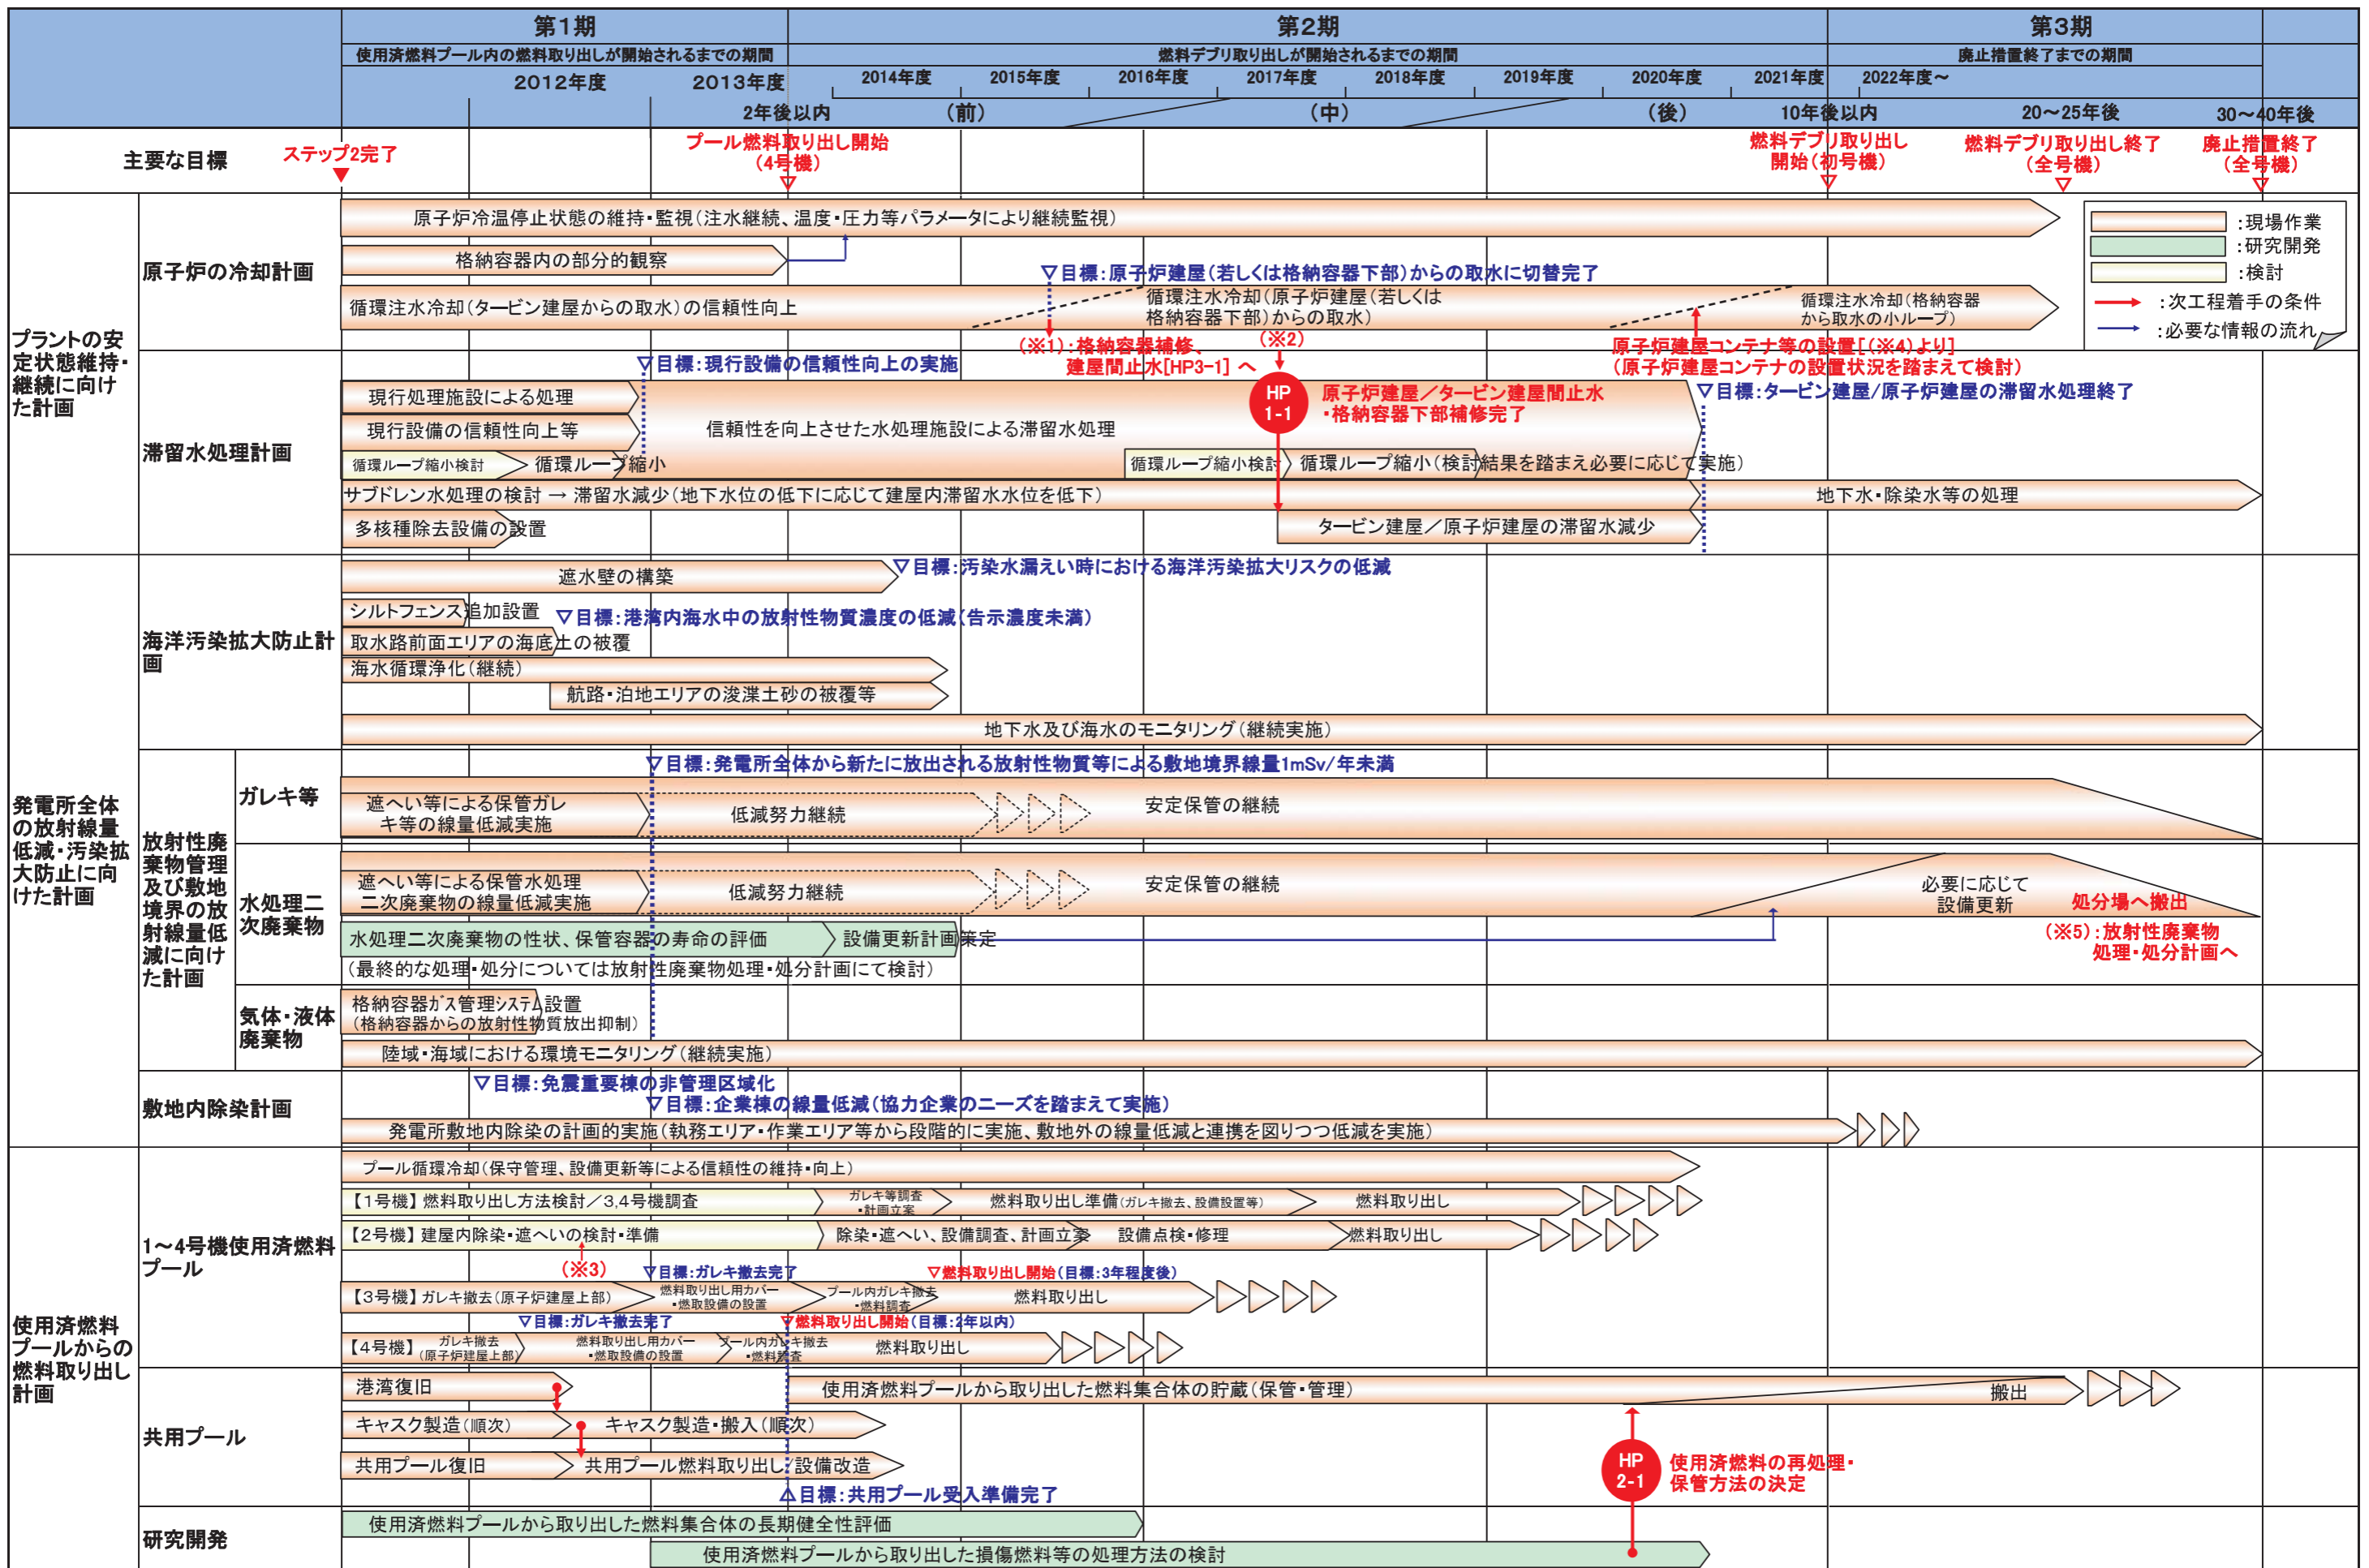 第1期
第2期
第3期
使用済燃料プール内の燃料取り出しが開始されるまでの期間
燃料デブリ取り出しが開始されるまでの期間
廃止措置終了までの期間
2012年度
2013年度
2014年度
2015年度
2016年度
2017年度
2018年度
2019年度
2020年度
2021年度
2022年度～
2年後以内
(前)
(中)
(後)
10年後以内
20～25年後
30～40年後
主要な目標
ステップ2完了
プール燃料取り出し開始
(4号機)
燃料デブリ取り出し
開始(初号機)
燃料デブリ取り出し終了
(全号機)
廃止措置終了
(全号機)
:現場作業
:研究開発
:検討
:次工程着手の条件
:必要な情報の流れ
プラントの安
定状態維持・
継続に向け
た計画
原子炉の冷却計画
原子炉冷温停止状態の維持・監視(注水継続、温度・圧力等パラメータにより継続監視)
格納容器内の部分的観察
▽目標:原子炉建屋(若しくは格納容器下部)からの取水に切替完了
循環注水冷却(タービン建屋からの取水)の信頼性向上
循環注水冷却(原子炉建屋(若しくは
格納容器下部)からの取水)
循環注水冷却(格納容器
から取水の小ループ)
(※1):格納容器補修、
建屋間止水[HP3-1] へ
(※2)
原子炉建屋コンテナ等の設置[(※4)より]
(原子炉建屋コンテナの設置状況を踏まえて検討)
滞留水処理計画
▽目標:現行設備の信頼性向上の実施
現行処理施設による処理
現行設備の信頼性向上等
循環ループ縮小検討
循環ループ縮小
信頼性を向上させた水処理施設による滞留水処理
HP
1-1
原子炉建屋／タービン建屋間止水
・格納容器下部補修完了
▽目標:タービン建屋/原子炉建屋の滞留水処理終了
循環ループ縮小検討
循環ループ縮小(検討結果を踏まえ必要に応じて実施)
サブドレン水処理の検討 → 滞留水減少(地下水位の低下に応じて建屋内滞留水水位を低下)
地下水・除染水等の処理
多核種除去設備の設置
タービン建屋／原子炉建屋の滞留水減少
発電所全体
の放射線量
低減・汚染拡
大防止に向
けた計画
海洋汚染拡大防止計
画
遮水壁の構築
▽目標:汚染水漏えい時における海洋汚染拡大リスクの低減
シルトフェンス追加設置
▽目標:港湾内海水中の放射性物質濃度の低減(告示濃度未満)
取水路前面エリアの海底土の被覆
海水循環浄化(継続)
航路・泊地エリアの浚渫土砂の被覆等
地下水及び海水のモニタリング(継続実施)
放射性廃
棄物管理
及び敷地
境界の放
射線量低
減に向け
た計画
ガレキ等
▽目標:発電所全体から新たに放出される放射性物質等による敷地境界線量1mSv/年未満
遮へい等による保管ガレ
キ等の線量低減実施
低減努力継続
安定保管の継続
水処理二
次廃棄物
遮へい等による保管水処理
二次廃棄物の線量低減実施
低減努力継続
安定保管の継続
必要に応じて
設備更新
処分場へ搬出
(※5):放射性廃棄物
処理・処分計画へ
水処理二次廃棄物の性状、保管容器の寿命の評価
設備更新計画策定
(最終的な処理・処分については放射性廃棄物処理・処分計画にて検討)
気体・液体
廃棄物
格納容器ガス管理システム設置
(格納容器からの放射性物質放出抑制)
陸域・海域における環境モニタリング(継続実施)
敷地内除染計画
▽目標:免震重要棟の非管理区域化
▽目標:企業棟の線量低減(協力企業のニーズを踏まえて実施)
発電所敷地内除染の計画的実施(執務エリア・作業エリア等から段階的に実施、敷地外の線量低減と連携を図りつつ低減を実施)
使用済燃料
プールからの
燃料取り出し
計画
1～4号機使用済燃料
プール
プール循環冷却(保守管理、設備更新等による信頼性の維持・向上)
【1号機】燃料取り出し方法検討／3,4号機調査
ガレキ等調査
・計画立案
燃料取り出し準備(ガレキ撤去、設備設置等)
燃料取り出し
【2号機】建屋内除染・遮へいの検討・準備
除染・遮へい、設備調査、計画立案
設備点検・修理
燃料取り出し
(※3)
▽目標:ガレキ撤去完了
▽燃料取り出し開始(目標:3年程度後)
【3号機】ガレキ撤去(原子炉建屋上部)
燃料取り出し用カバー
・燃取設備の設置
プール内ガレキ撤去
・燃料調査
燃料取り出し
▽目標:ガレキ撤去完了
▽燃料取り出し開始(目標:2年以内)
【4号機】
ガレキ撤去
(原子炉建屋上部)
燃料取り出し用カバー
・燃取設備の設置
プール内ガレキ撤去
・燃料調査
燃料取り出し
共用プール
港湾復旧
使用済燃料プールから取り出した燃料集合体の貯蔵(保管・管理)
搬出
キャスク製造(順次)
キャスク製造・搬入(順次)
共用プール復旧
共用プール燃料取り出し/設備改造
HP
2-1
使用済燃料の再処理・
保管方法の決定
△目標:共用プール受入準備完了
研究開発
使用済燃料プールから取り出した燃料集合体の長期健全性評価
使用済燃料プールから取り出した損傷燃料等の処理方法の検討